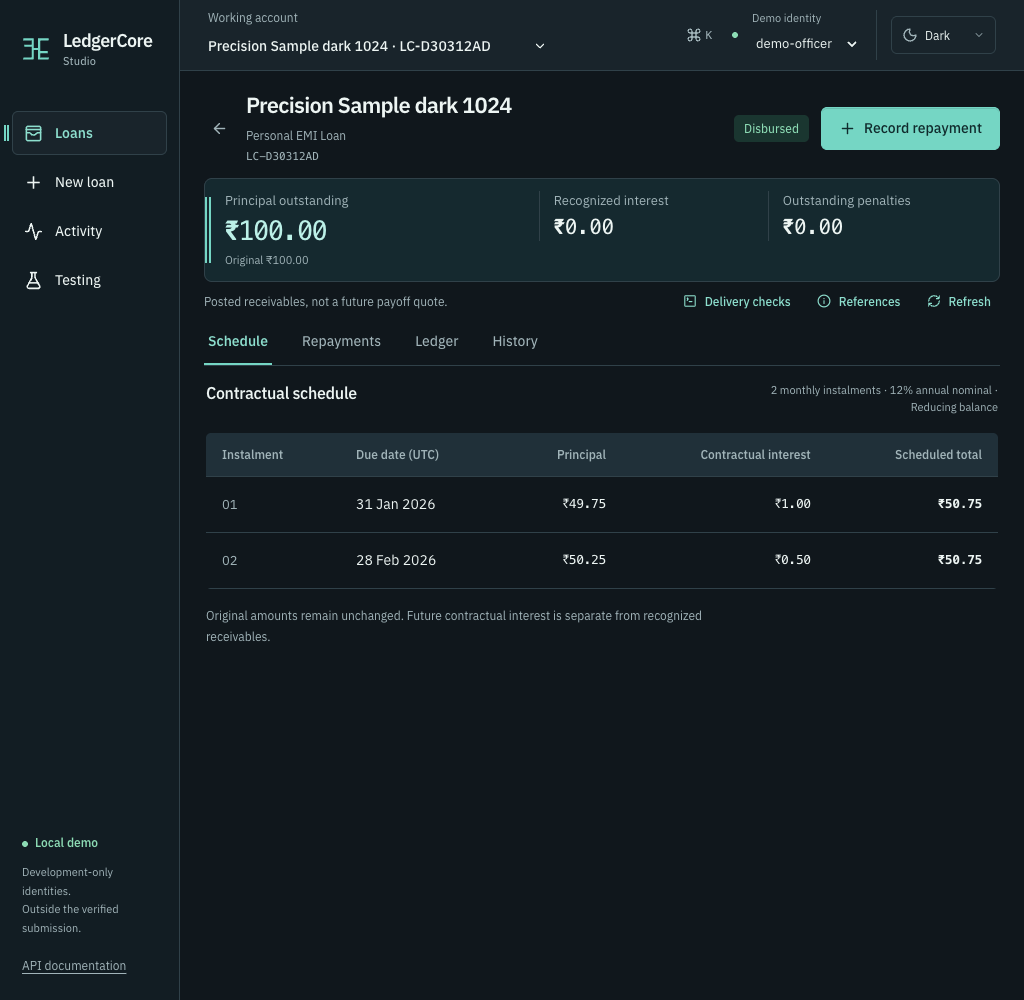 LedgerCore
Studio
Loans
New loan
Activity
Testing
Local demo
Development-only
identities.
Outside the verified
submission.
API documentation
Working account
Precision Sample dark 1024 · LC-D30312AD
⌘ K
Demo identity
demo-officer
Dark
Precision Sample dark 1024
Personal EMI Loan
LC-D30312AD
Disbursed
Record repayment
Principal outstanding
₹100.00
Original ₹100.00
Recognized interest
₹0.00
Outstanding penalties
₹0.00
Posted receivables, not a future payoff quote.
Delivery checks
References
Refresh
Schedule Repayments Ledger History
Contractual schedule
2 monthly instalments · 12% annual nominal ·
Reducing balance
Instalment Due date (UTC) Principal Contractual interest Scheduled total
01 31 Jan 2026 ₹49.75 ₹1.00 ₹50.75
02 28 Feb 2026 ₹50.25 ₹0.50 ₹50.75
Original amounts remain unchanged. Future contractual interest is separate from recognized
receivables.